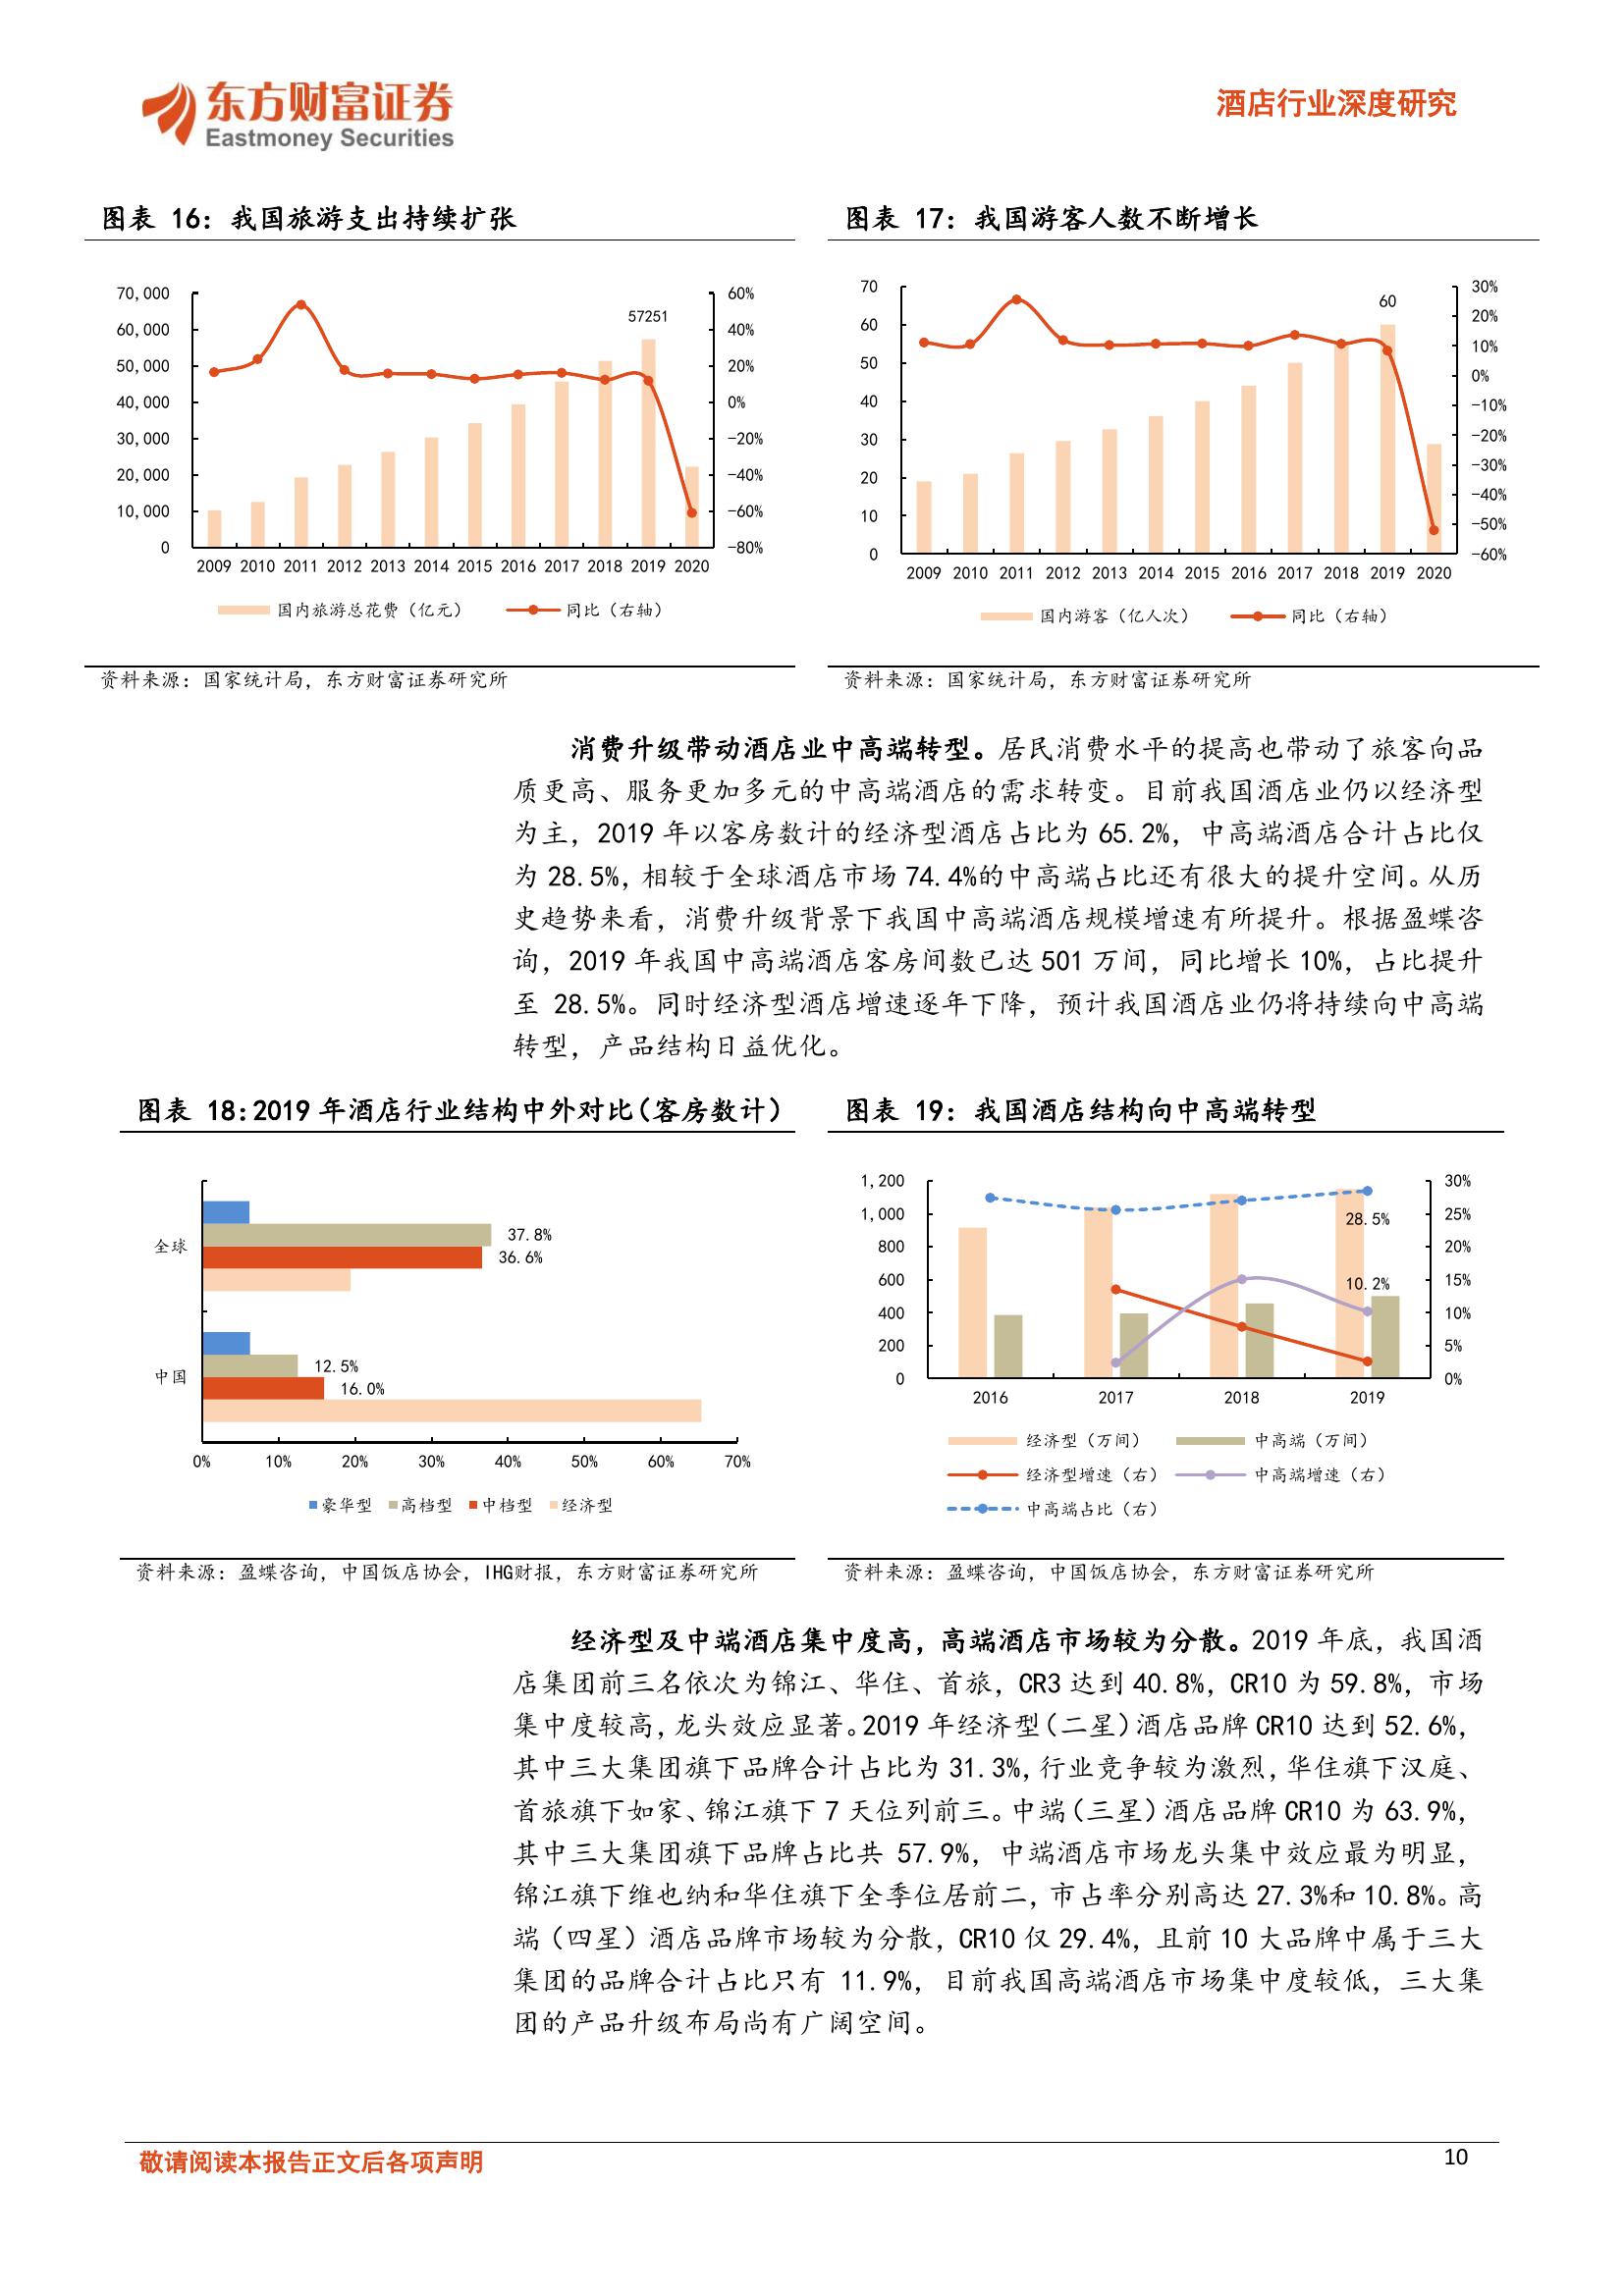 东方财富证券
Eastmoney Securities
酒店行业深度研究
图表 16：我国旅游支出持续扩张
70,000
60,000
50,000
40,000
30,000
20,000
10,000
0
57251
60%
40%
20%
0%
-20%
-40%
-60%
-80%
2009 2010 2011 2012 2013 2014 2015 2016 2017 2018 2019 2020
国内旅游总花费（亿元） 同比（右轴）
资料来源：国家统计局，东方财富证券研究所
图表 17：我国游客人数不断增长
70
60
50
40
30
20
10
0
60
30%
20%
10%
0%
-10%
-20%
-30%
-40%
-50%
-60%
2009 2010 2011 2012 2013 2014 2015 2016 2017 2018 2019 2020
国内游客（亿人次） 同比（右轴）
资料来源：国家统计局，东方财富证券研究所
消费升级带动酒店业中高端转型。居民消费水平的提高也带动了旅客向品
质更高、服务更加多元的中高端酒店的需求转变。目前我国酒店业仍以经济型
为主，2019 年以客房数计的经济型酒店占比为 65.2%，中高端酒店合计占比仅
为 28.5%，相较于全球酒店市场 74.4%的中高端占比还有很大的提升空间。从历
史趋势来看，消费升级背景下我国中高端酒店规模增速有所提升。根据盈蝶咨
询，2019 年我国中高端酒店客房间数已达 501 万间，同比增长 10%，占比提升
至 28.5%。同时经济型酒店增速逐年下降，预计我国酒店业仍将持续向中高端
转型，产品结构日益优化。
图表 18：2019 年酒店行业结构中外对比（客房数计）
全球
37.8%
36.6%
中国
12.5%
16.0%
0% 10% 20% 30% 40% 50% 60% 70%
豪华型 高档型 中档型 经济型
资料来源：盈蝶咨询，中国饭店协会，IHG财报，东方财富证券研究所
图表 19：我国酒店结构向中高端转型
1,200
1,000
800
600
400
200
0
28.5%
10.2%
30%
25%
20%
15%
10%
5%
0%
2016 2017 2018 2019
经济型（万间） 中高端（万间）
经济型增速（右） 中高端增速（右）
中高端占比（右）
资料来源：盈蝶咨询，中国饭店协会，东方财富证券研究所
经济型及中端酒店集中度高，高端酒店市场较为分散。2019 年底，我国酒
店集团前三名依次为锦江、华住、首旅，CR3 达到 40.8%，CR10 为 59.8%，市场
集中度较高，龙头效应显著。2019 年经济型（二星）酒店品牌 CR10 达到 52.6%，
其中三大集团旗下品牌合计占比为 31.3%，行业竞争较为激烈，华住旗下汉庭、
首旅旗下如家、锦江旗下 7 天位列前三。中端（三星）酒店品牌 CR10 为 63.9%，
其中三大集团旗下品牌占比共 57.9%，中端酒店市场龙头集中效应最为明显，
锦江旗下维也纳和华住旗下全季位居前二，市占率分别高达 27.3%和 10.8%。高
端（四星）酒店品牌市场较为分散，CR10 仅 29.4%，且前 10 大品牌中属于三大
集团的品牌合计占比只有 11.9%，目前我国高端酒店市场集中度较低，三大集
团的产品升级布局尚有广阔空间。
敬请阅读本报告正文后各项声明
10